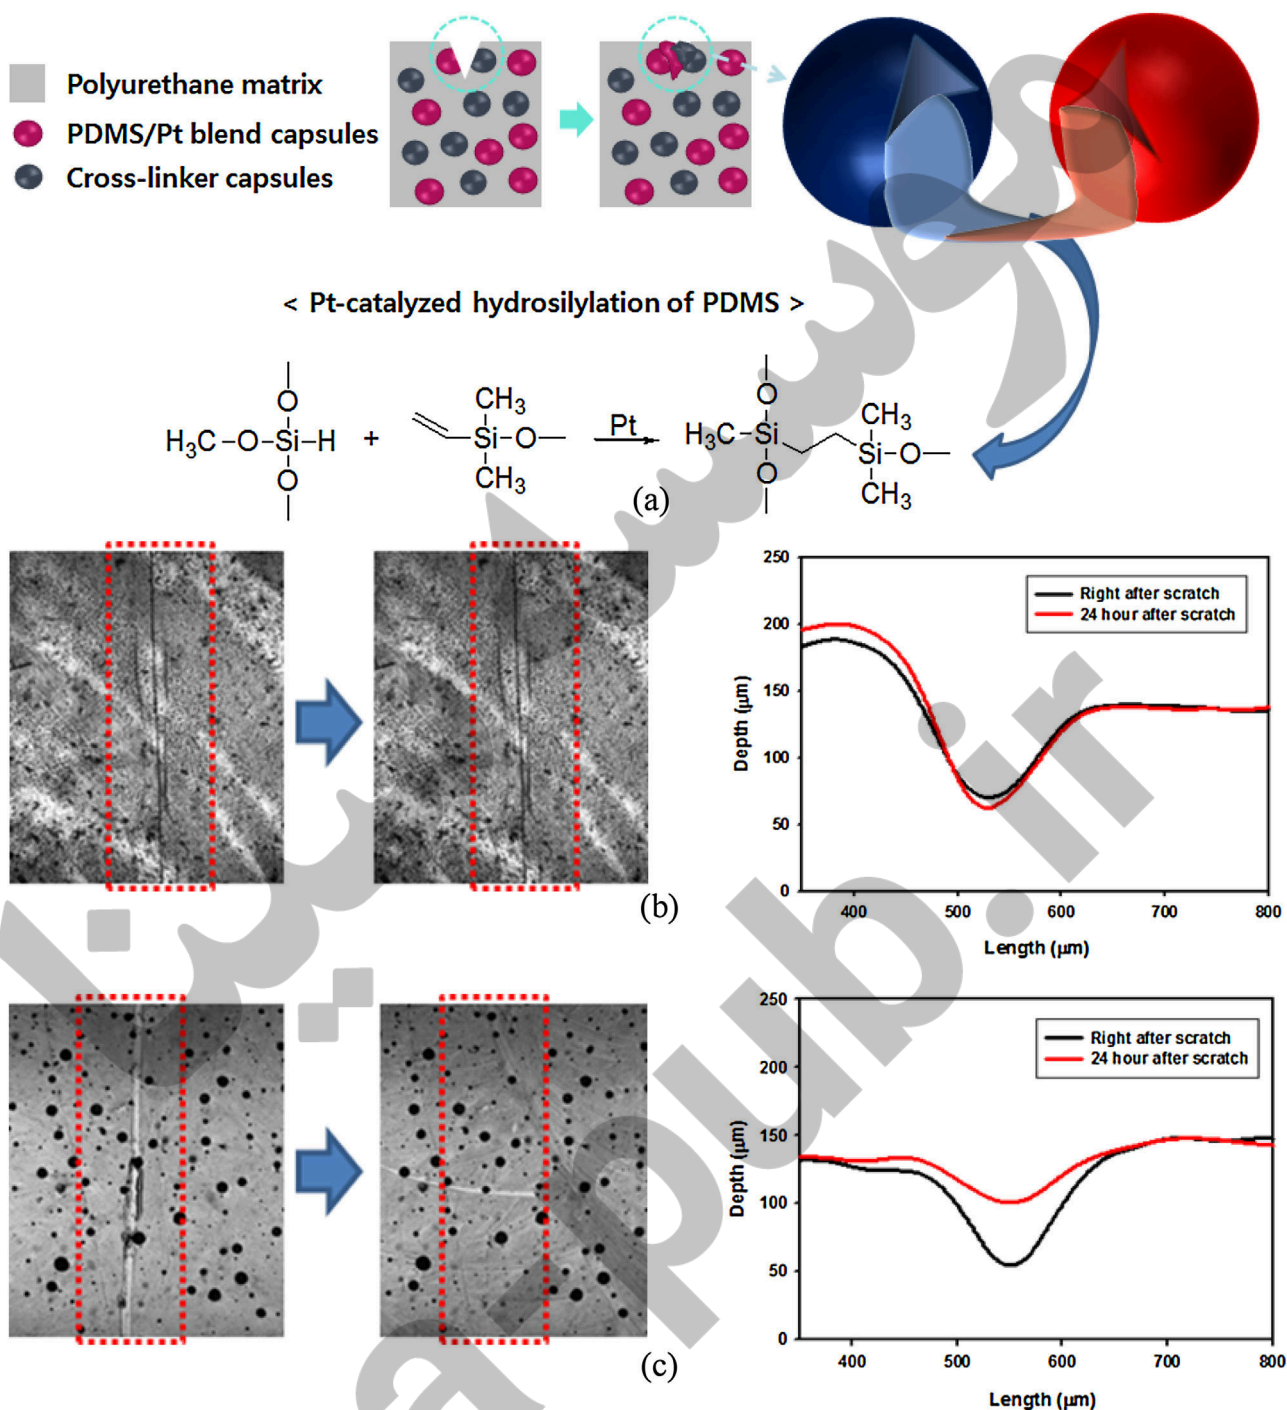 Polyurethane matrix
PDMS/Pt blend capsules
Cross-linker capsules
< Pt-catalyzed hydrosilylation of PDMS >
O
H₃C–O–Si–H
O
+
CH₃
Si–O
CH₃
Pt
O
H₃C Si
O
CH₃
Si–O
CH₃
(a)
250
200
150
100
50
0
Depth (µm)
Right after scratch
24 hour after scratch
400 500 600 700 800
Length (µm)
(b)
250
200
150
100
50
0
Depth (µm)
Right after scratch
24 hour after scratch
400 500 600 700 800
Length (µm)
(c)
pub.ir